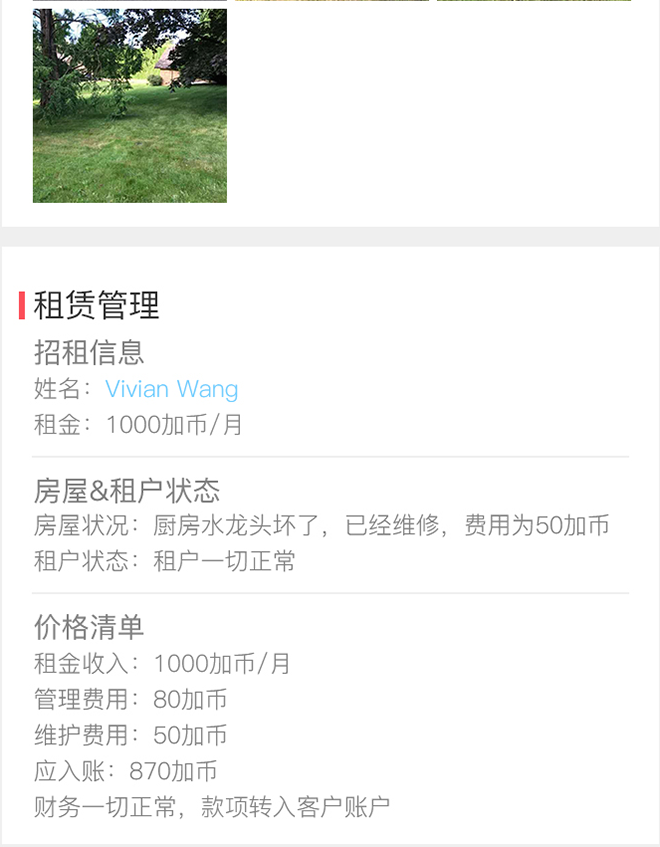 租赁管理
招租信息
姓名：Vivian Wang
租金：1000加币/月
房屋&租户状态
房屋状况：厨房水龙头坏了，已经维修，费用为50加币
租户状态：租户一切正常
价格清单
租金收入：1000加币/月
管理费用：80加币
维护费用：50加币
应入账：870加币
财务一切正常，款项转入客户账户